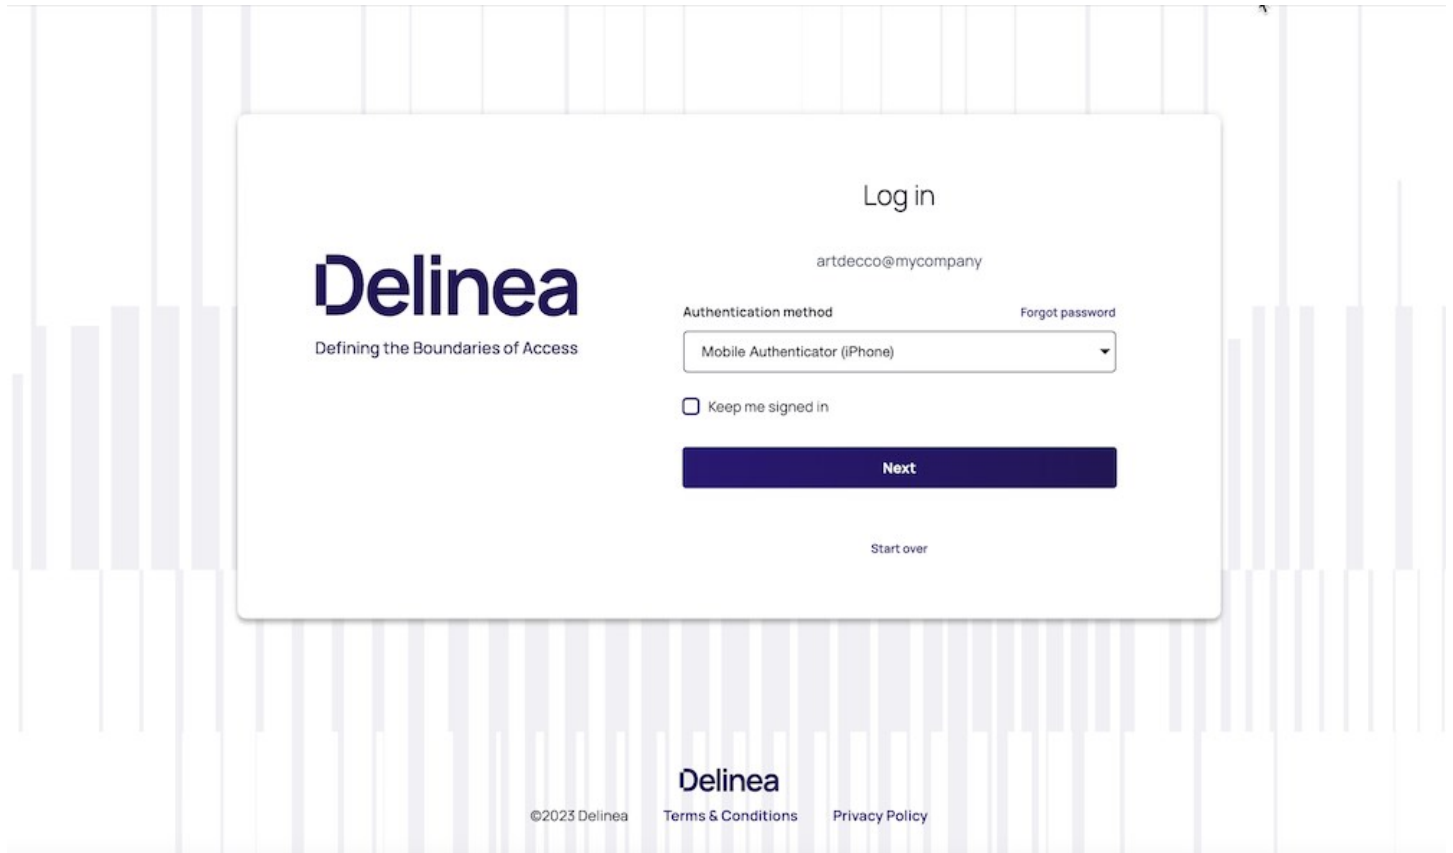 Delinea
Defining the Boundaries of Access
Log in
artdecco@mycompany
Authentication method
Forgot password
Mobile Authenticator (iPhone)
Keep me signed in
Next
Start over
Delinea
©2023 Delinea
Terms & Conditions
Privacy Policy